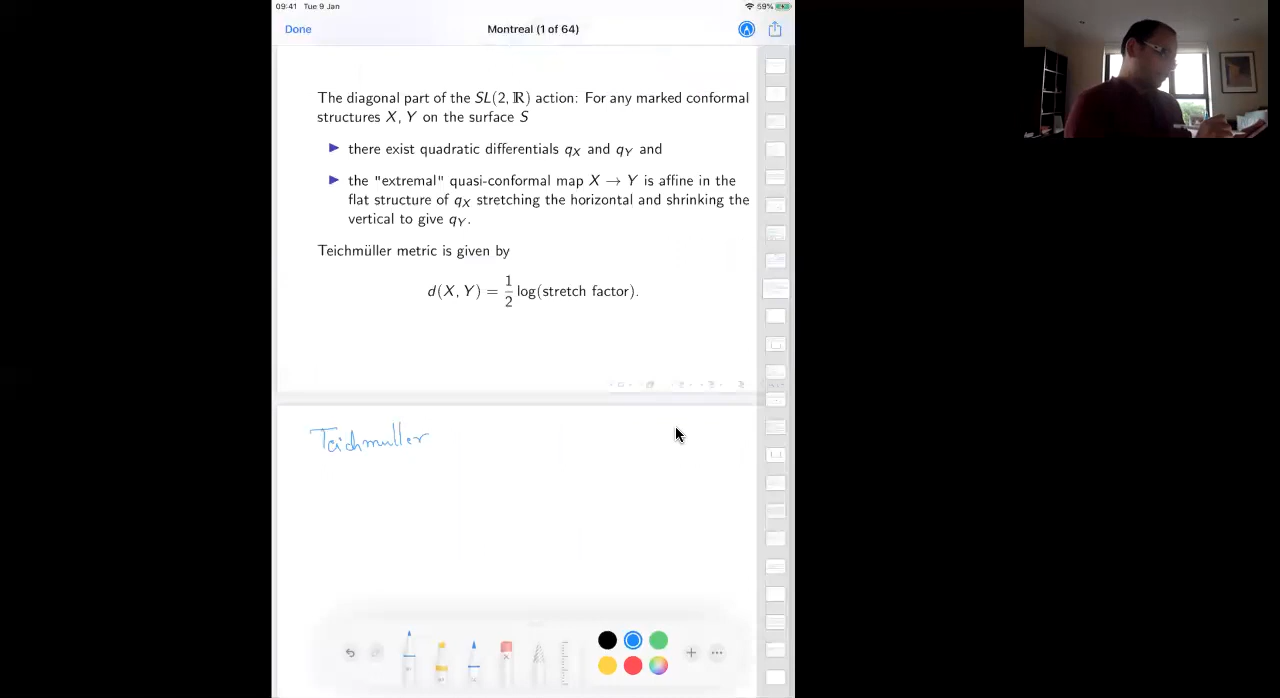 09:41 Tue 9 Jan
59%
Done
Montreal (1 of 64)
The diagonal part of the SL(2, ℝ) action: For any marked conformal
structures X, Y on the surface S
▶ there exist quadratic differentials q_X and q_Y and
▶ the "extremal" quasi-conformal map X → Y is affine in the
flat structure of q_X stretching the horizontal and shrinking the
vertical to give q_Y.
Teichmüller metric is given by
d(X, Y) = 1/2 log(stretch factor).
Teichmuller